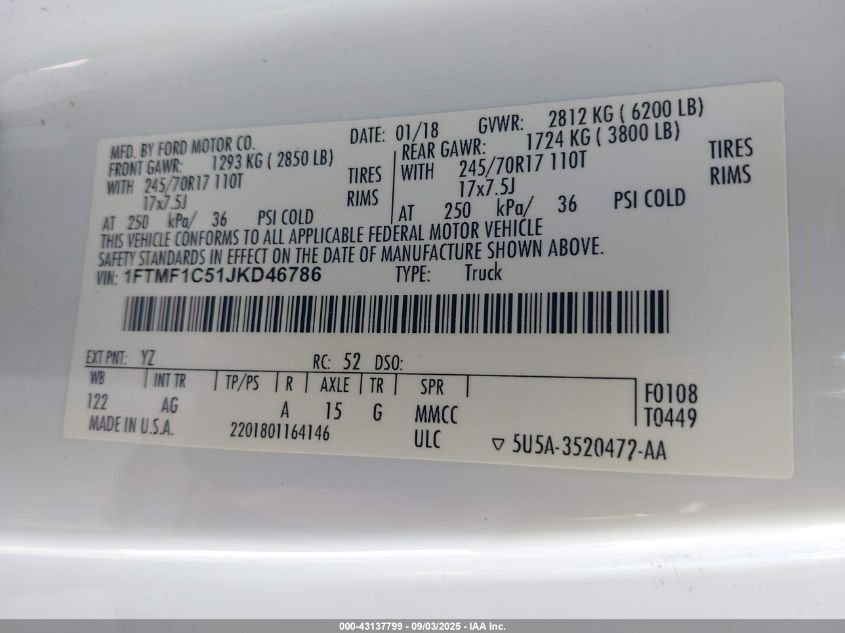 MFD. BY FORD MOTOR CO. DATE: 01/18 GVWR: 2812 KG ( 6200 LB)
FRONT GAWR: 1293 KG ( 2850 LB) REAR GAWR: 1724 KG ( 3800 LB)
WITH 245/70R17 110T TIRES WITH 245/70R17 110T TIRES
17x7.5J RIMS 17x7.5J RIMS
AT 250 kPa/ 36 PSI COLD AT 250 kPa/ 36 PSI COLD
THIS VEHICLE CONFORMS TO ALL APPLICABLE FEDERAL MOTOR VEHICLE
SAFETY STANDARDS IN EFFECT ON THE DATE OF MANUFACTURE SHOWN ABOVE.
VIN: 1FTMF1C51JKD46786 TYPE: Truck
EXT PNT: YZ RC: 52 DSO:
WB INT TR TP/PS R AXLE TR SPR F0108
122 AG A 15 G MMCC T0449
MADE IN U.S.A. 2201801164146 ULC 5U5A-3520472-AA
000-43137799 - 09/03/2025 - IAA Inc.